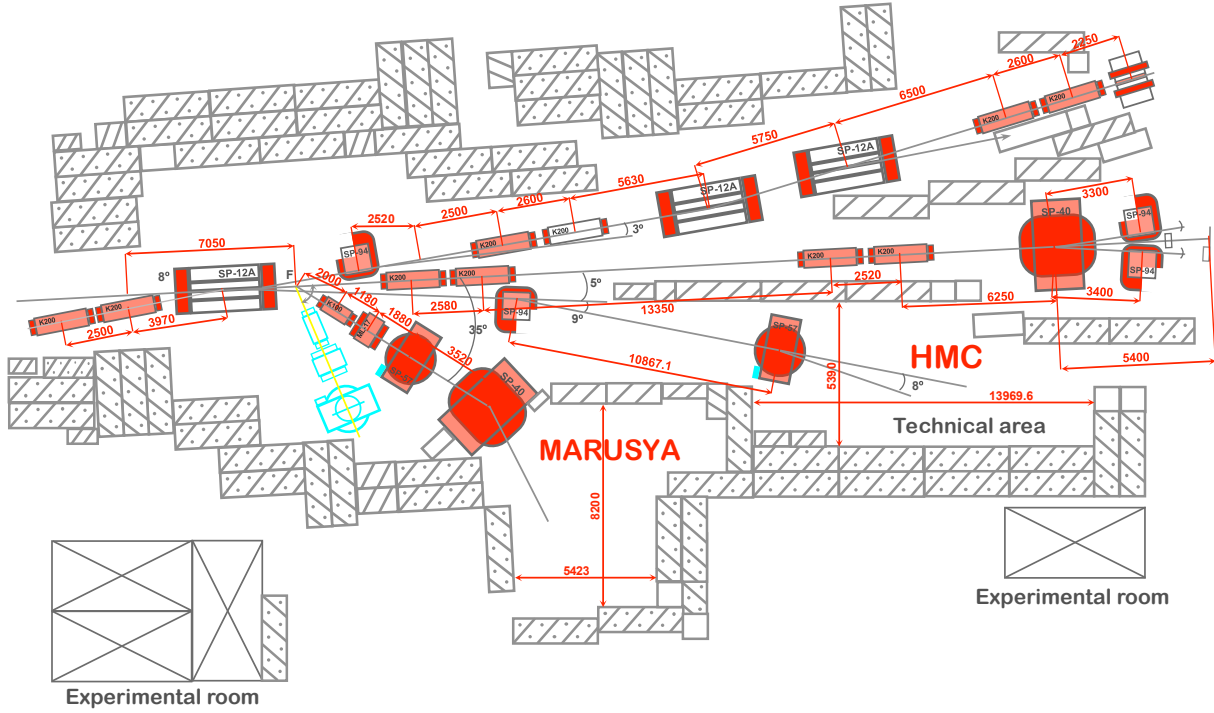 2250
2600
6500
K200
K200
5750
SP-12A
5630
SP-12A
3300
2600
2500
2520
SP-40
SP-94
3°
7050
K200
SP-94
8°
SP-12A
F
2000
K200
K200
K200
K200
SP-94
5°
2520
1180
K190
K200
K200
2580
SP-94
13350
6250
3400
3970
2500
1880
35°
9°
SP-57
3520
SP-57
10867.1
HMC
5390
5400
SP-40
8°
13969.6
Technical area
MARUSYA
8200
5423
Experimental room
Experimental room